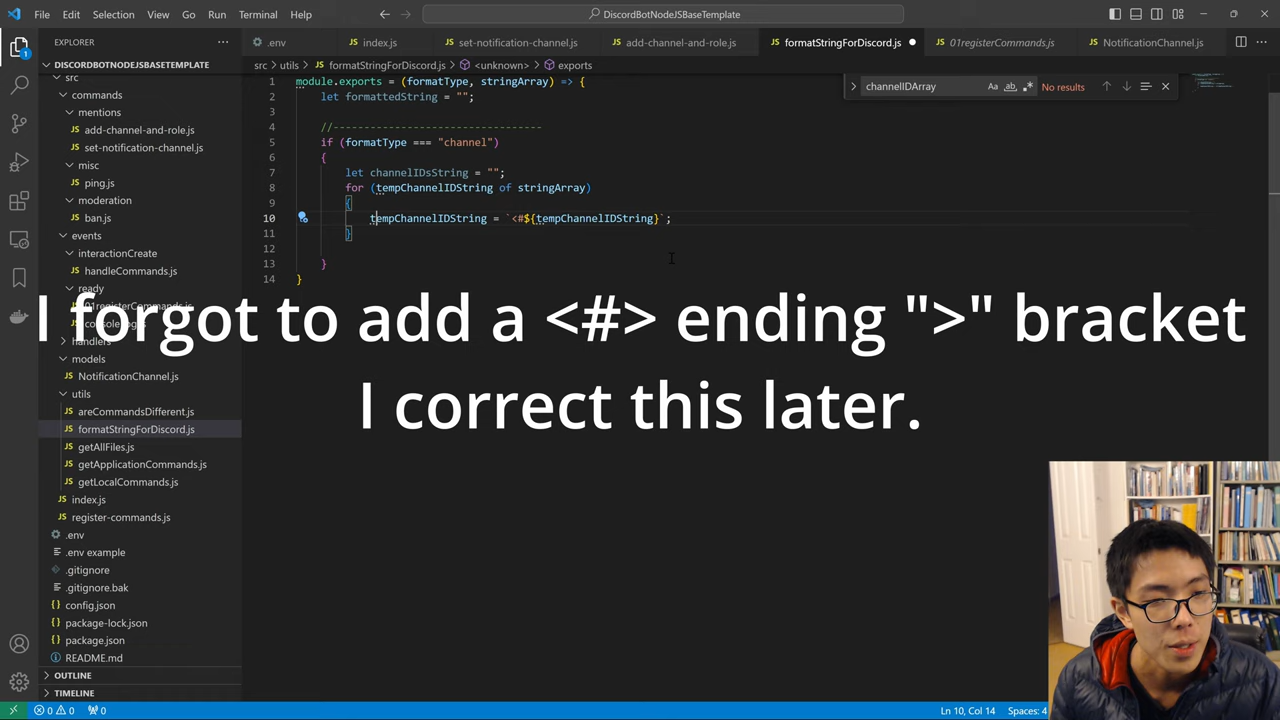 File Edit Selection View Go Run Terminal Help
DiscordBotNodeJSBaseTemplate
EXPLORER
.env index.js set-notification-channel.js add-channel-and-role.js formatStringForDiscord.js 01registerCommands.js NotificationChannel.js
src > utils > formatStringForDiscord.js > <unknown> > exports
channelIDArray
No results
DISCORDBOTNODEJSBASETEMPLATE
src
commands
mentions
add-channel-and-role.js
set-notification-channel.js
misc
ping.js
moderation
ban.js
events
interactionCreate
handleCommands.js
ready
01registerCommands.js
handlers
models
NotificationChannel.js
utils
areCommandsDifferent.js
formatStringForDiscord.js
getAllFiles.js
getApplicationCommands.js
getLocalCommands.js
index.js
register-commands.js
.env
.env example
.gitignore
.gitignore.bak
config.json
package-lock.json
package.json
README.md
OUTLINE
TIMELINE
1 module.exports = (formatType, stringArray) => {
2 let formattedString = "";
3
4 //----------------------------------
5 if (formatType === "channel")
6 {
7 let channelIDsString = "";
8 for (tempChannelIDString of stringArray)
9 {
10 tempChannelIDString = `<#${tempChannelIDString}`;
11 }
12
13 }
14 }
I forgot to add a <#> ending ">" bracket
I correct this later.
0 0 0
Ln 10, Col 14 Spaces: 4